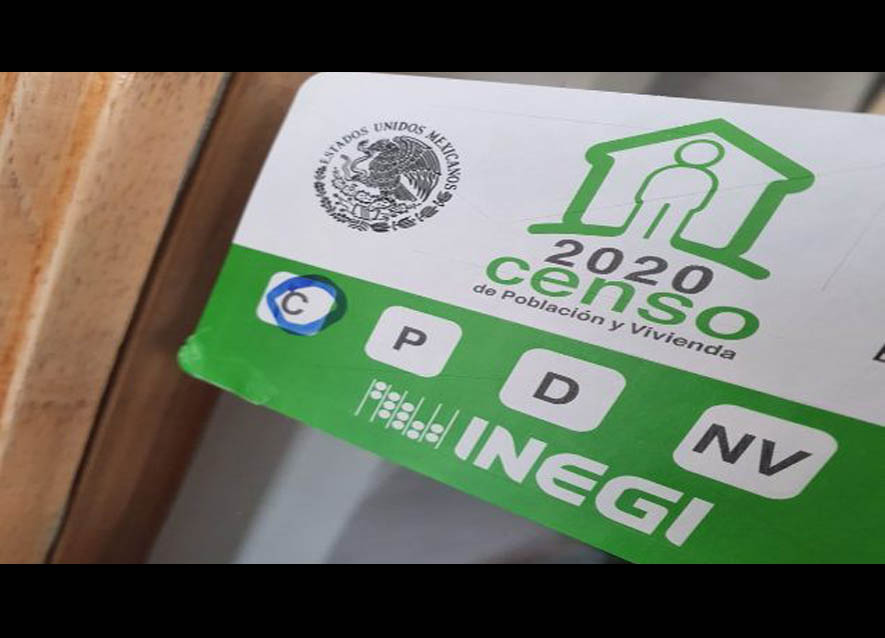 ESTADOS UNIDOS MEXICANOS
2020
censo
de Población y Vivienda
C
P
D
NV
INEGI